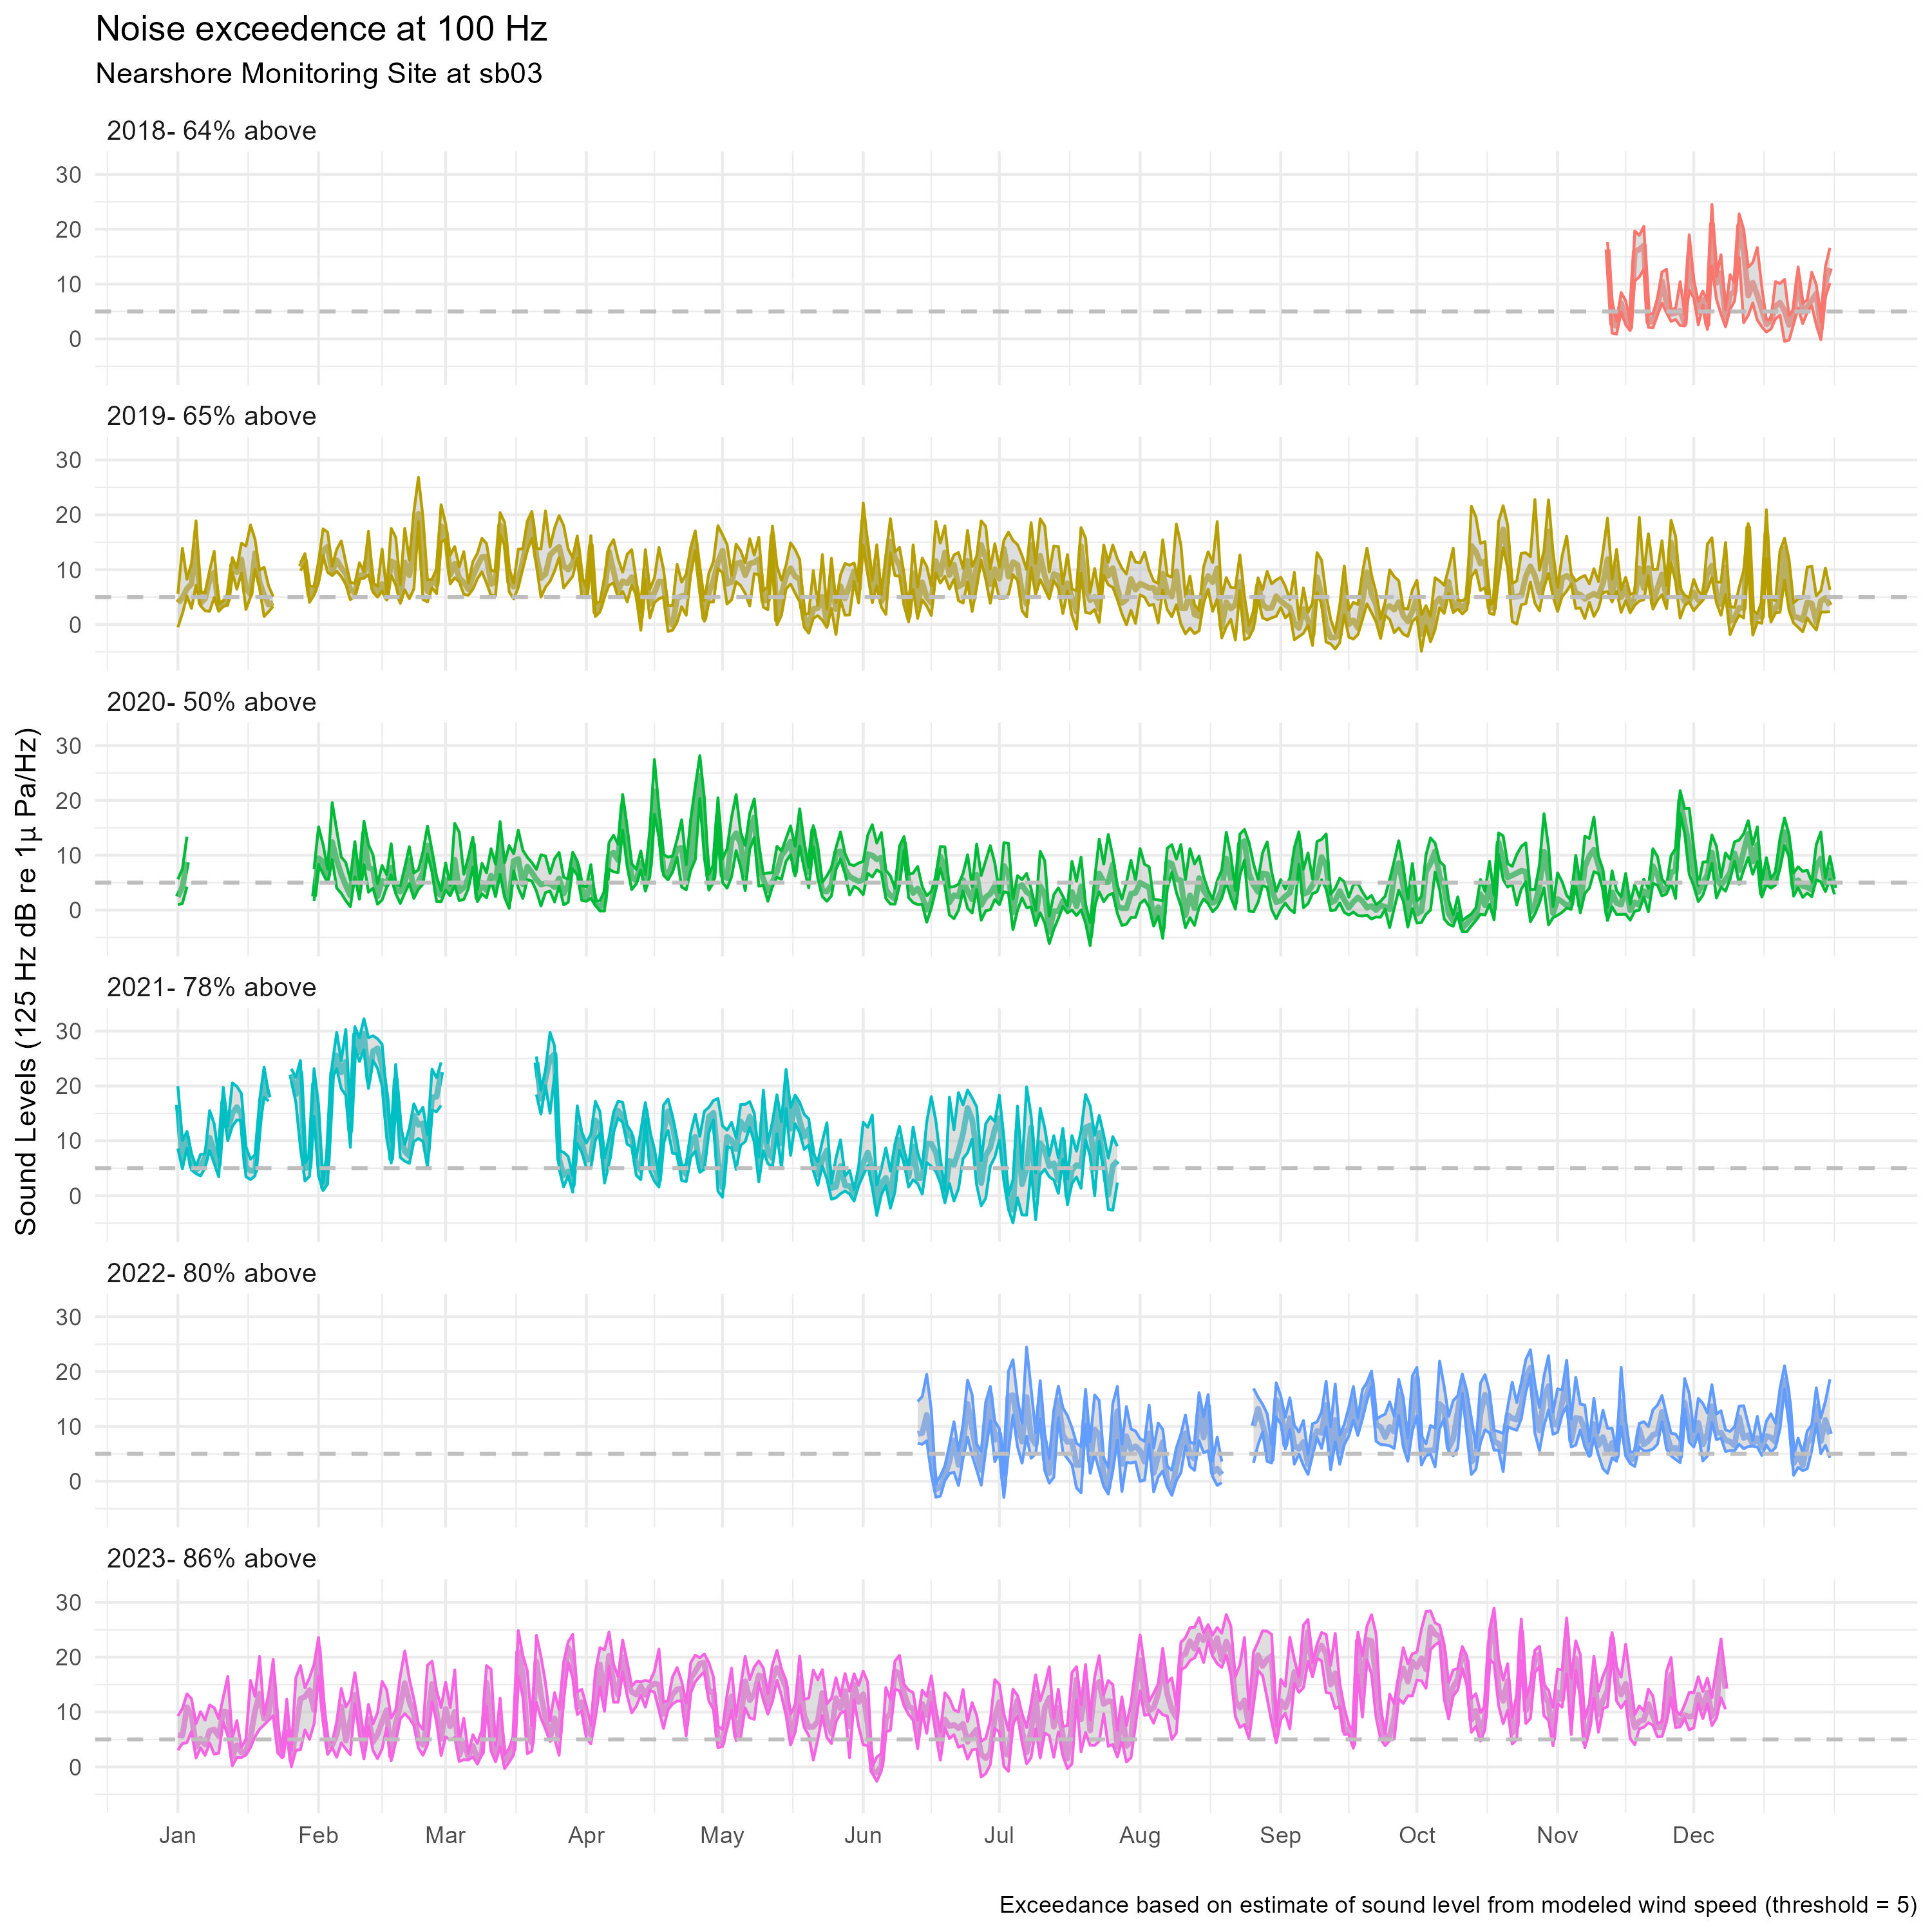 Noise exceedence at 100 Hz
Nearshore Monitoring Site at sb03
Sound Levels (125 Hz dB re 1µ Pa/Hz)
2018- 64% above
30
20
10
0
2019- 65% above
30
20
10
0
2020- 50% above
30
20
10
0
2021- 78% above
30
20
10
0
2022- 80% above
30
20
10
0
2023- 86% above
30
20
10
0
Jan Feb Mar Apr May Jun Jul Aug Sep Oct Nov Dec
Exceedance based on estimate of sound level from modeled wind speed (threshold = 5)